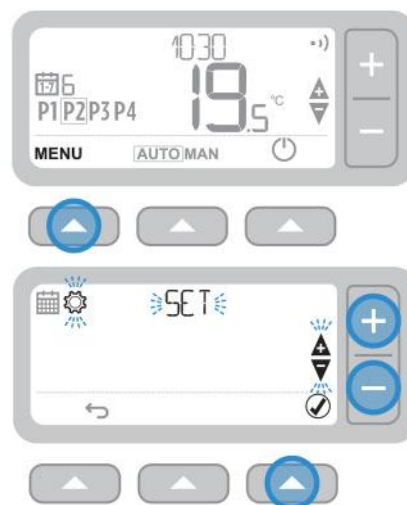 10:30
19.5 °C
1-7 6
P1 P2 P3 P4
MENU AUTO MAN
+
-
SET
+
-